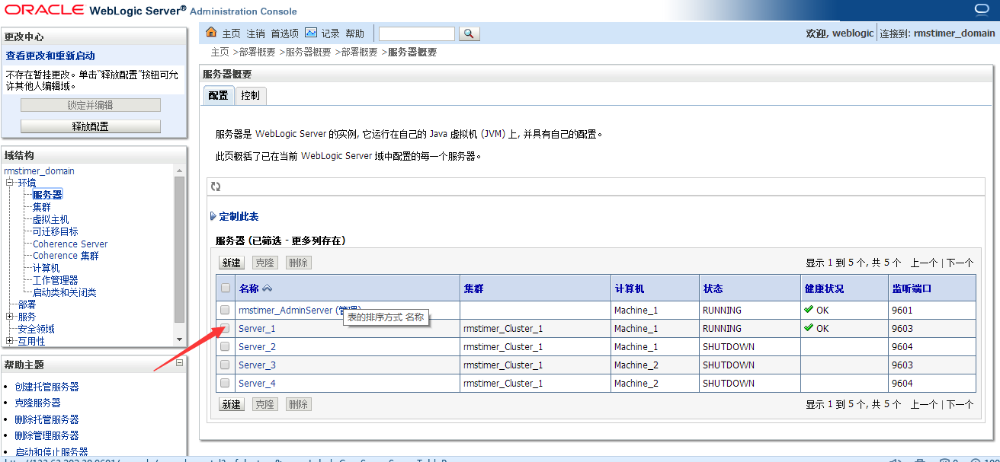 ORACLE WebLogic Server® Administration Console
更改中心
查看更改和重新启动
不存在暂挂更改。单击"释放配置"按钮可允
许其他人编辑域。
锁定并编辑
释放配置
域结构
rmstimer_domain
环境
服务器
集群
虚拟主机
可迁移目标
Coherence Server
Coherence 集群
计算机
工作管理器
启动类和关闭类
部署
服务
安全领域
互用性
帮助主题
创建托管服务器
克隆服务器
删除托管服务器
删除管理服务器
启动和停止服务器
主页 注销 首选项 记录 帮助
欢迎, weblogic 连接到: rmstimer_domain
主页 >部署概要 >服务器概要 >部署概要 >服务器概要
服务器概要
配置 控制
服务器是 WebLogic Server 的实例, 它运行在自己的 Java 虚拟机 (JVM) 上, 并具有自己的配置。
此页概括了已在当前 WebLogic Server 域中配置的每一个服务器。
定制此表
服务器 (已筛选 - 更多列存在)
新建 克隆 删除 显示 1 到 5 个, 共 5 个 上一个 | 下一个
名称 集群 计算机 状态 健康状况 监听端口
rmstimer_AdminServer (管理) Machine_1 RUNNING OK 9601
表的排序方式 名称
Server_1 rmstimer_Cluster_1 Machine_1 RUNNING OK 9603
Server_2 rmstimer_Cluster_1 Machine_1 SHUTDOWN 9604
Server_3 rmstimer_Cluster_1 Machine_2 SHUTDOWN 9603
Server_4 rmstimer_Cluster_1 Machine_2 SHUTDOWN 9604
新建 克隆 删除 显示 1 到 5 个, 共 5 个 上一个 | 下一个